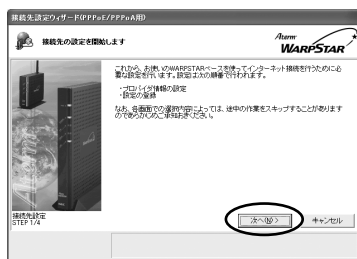 接続先設定ウィザード(PPPoE/PPPoA用)
接続先の設定を開始します
Aterm
WARPSTAR
これから、お使いのWARPSTARベースを使ってインターネット接続を行うために必
要な設定を行います。設定は次の順番で行われます。
・プロバイダ情報の設定
・設定の登録
なお、各画面での選択内容によっては、途中の作業をスキップすることがあります
のであらかじめご承知おきください。
接続先設定
STEP 1/4
次へ(N) >
キャンセル